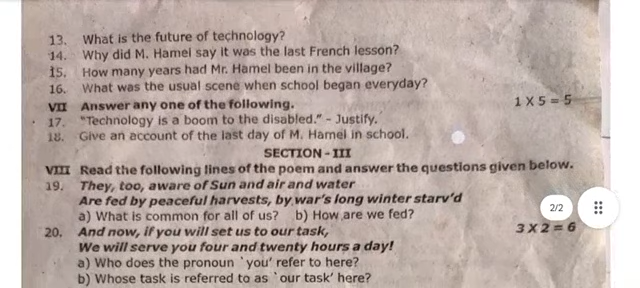 13. What is the future of technology?
14. Why did M. Hamel say it was the last French lesson?
15. How many years had Mr. Hamel been in the village?
16. What was the usual scene when school began everyday?
VII Answer any one of the following. 1 X 5 = 5
17. "Technology is a boom to the disabled." – Justify.
18. Give an account of the last day of M. Hamel in school.
SECTION - III
VIII Read the following lines of the poem and answer the questions given below.
19. They, too, aware of Sun and air and water
Are fed by peaceful harvests, by war's long winter starv'd
a) What is common for all of us? b) How are we fed?
2/2
20. And now, if you will set us to our task, 3 X 2 = 6
We will serve you four and twenty hours a day!
a) Who does the pronoun `you' refer to here?
b) Whose task is referred to as `our task' here?